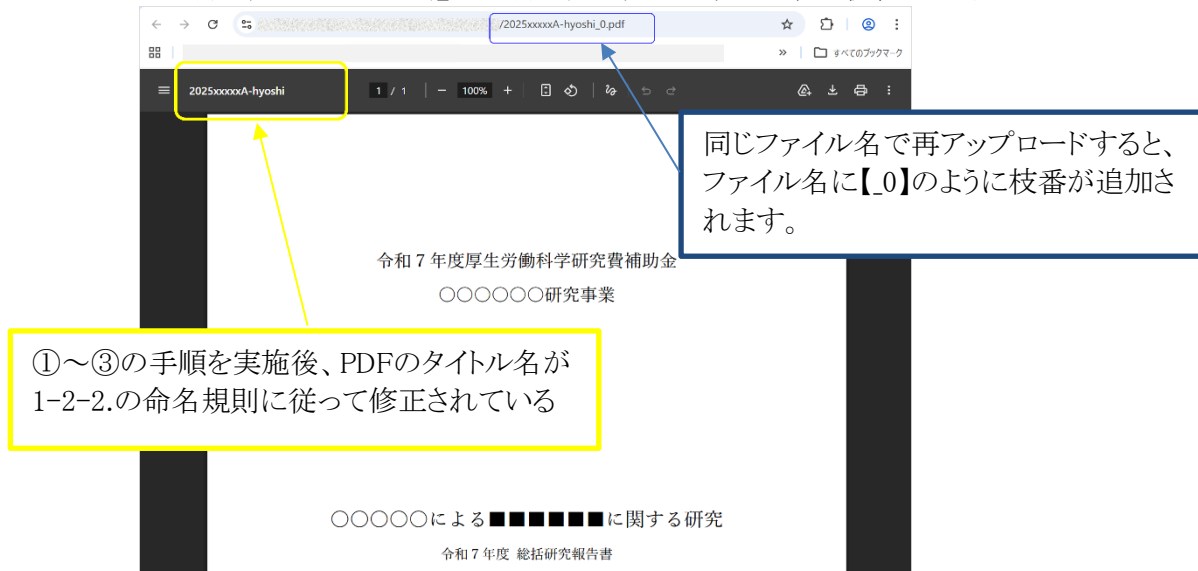 /2025xxxxxA-hyoshi_0.pdf
すべてのブックマーク
2025xxxxxA-hyoshi
1 / 1
100%
同じファイル名で再アップロードすると、
ファイル名に【_0】のように枝番が追加さ
れます。
令和７年度厚生労働科学研究費補助金
○○○○○○研究事業
①～③の手順を実施後、PDFのタイトル名が
1-2-2.の命名規則に従って修正されている
○○○○○による■■■■■■に関する研究
令和７年度 総括研究報告書